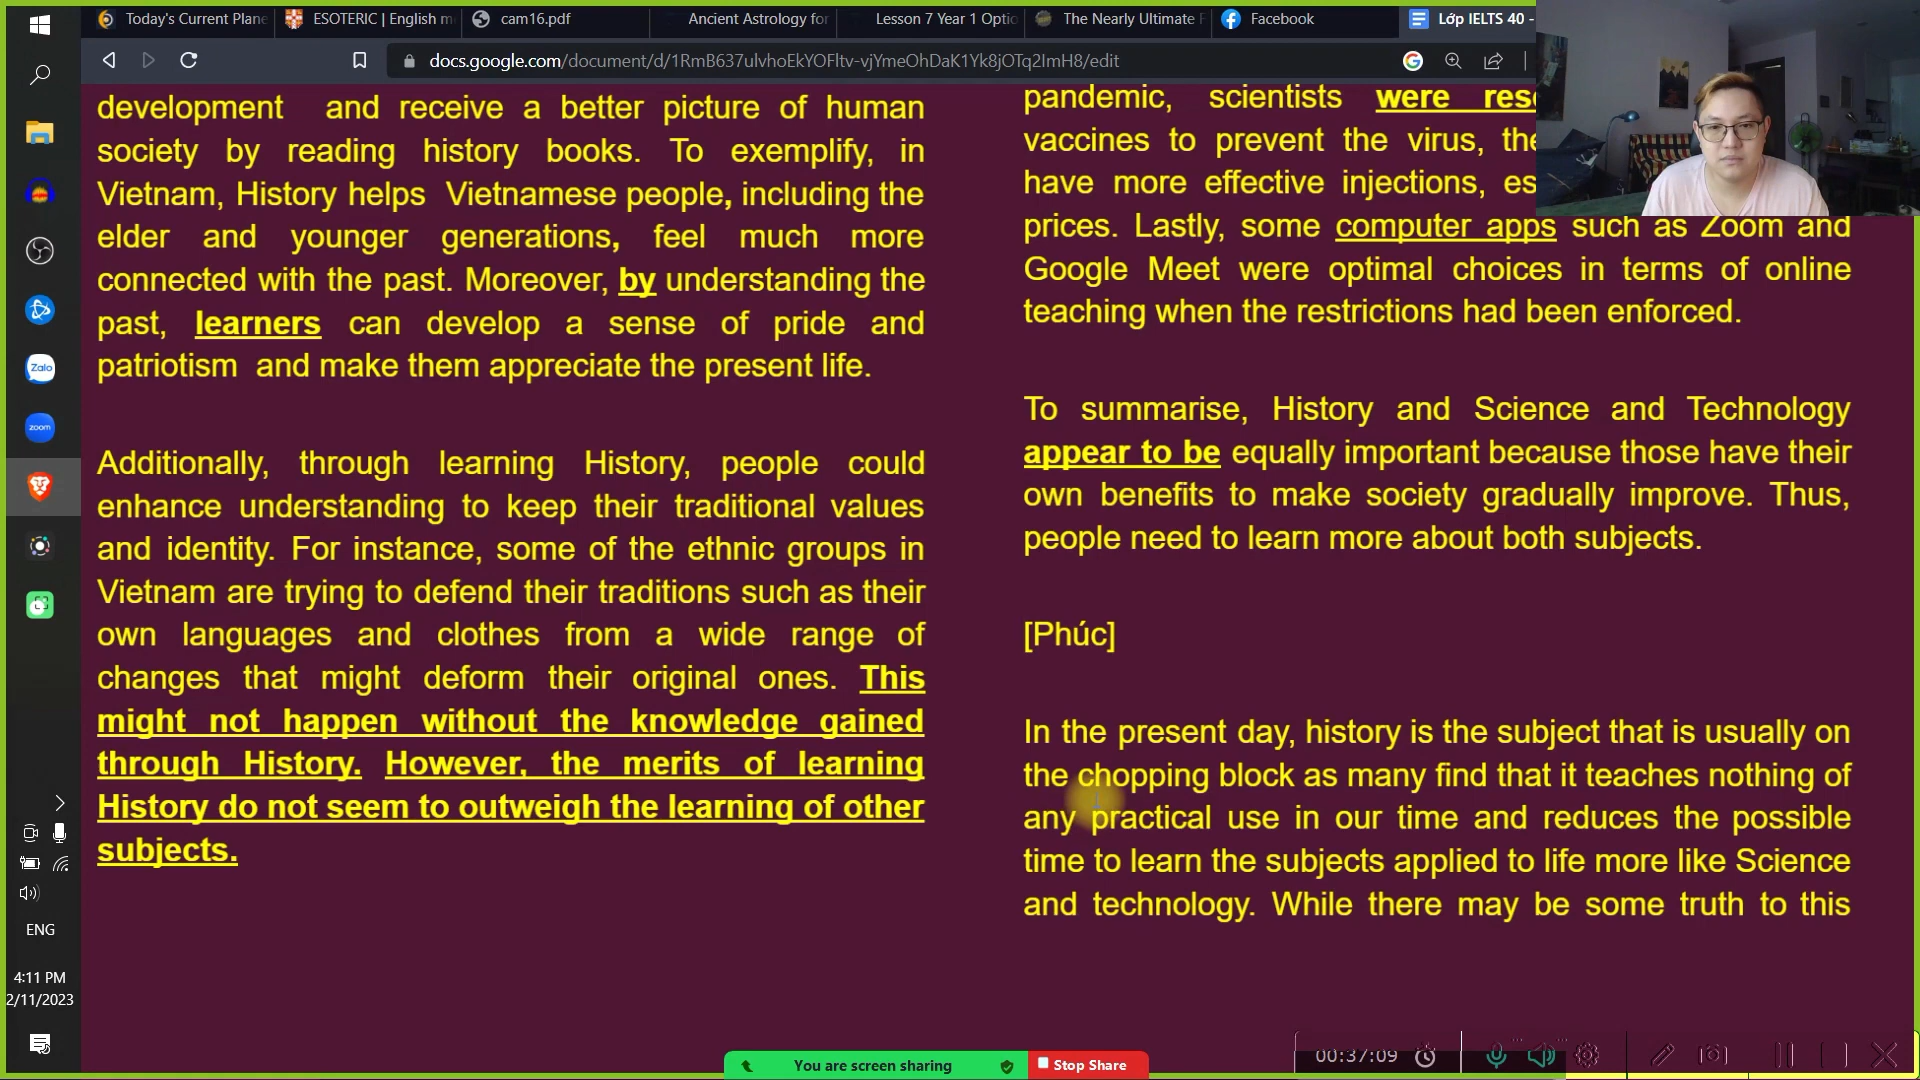 Today's Current Plane
ESOTERIC | English m
cam16.pdf
Ancient Astrology for
Lesson 7 Year 1 Optio
The Nearly Ultimate F
Facebook
Lớp IELTS 40 -
docs.google.com/document/d/1RmB637ulvhoEkYOFltv-vjYmeOhDaK1Yk8jOTq2ImH8/edit
development and receive a better picture of human
society by reading history books. To exemplify, in
Vietnam, History helps Vietnamese people, including the
elder and younger generations, feel much more
connected with the past. Moreover, by understanding the
past, learners can develop a sense of pride and
patriotism and make them appreciate the present life.
Additionally, through learning History, people could
enhance understanding to keep their traditional values
and identity. For instance, some of the ethnic groups in
Vietnam are trying to defend their traditions such as their
own languages and clothes from a wide range of
changes that might deform their original ones. This
might not happen without the knowledge gained
through History. However, the merits of learning
History do not seem to outweigh the learning of other
subjects.
pandemic, scientists were
vaccines to prevent the virus,
have more effective injections,
prices. Lastly, some computer apps such as Zoom and
Google Meet were optimal choices in terms of online
teaching when the restrictions had been enforced.
To summarise, History and Science and Technology
appear to be equally important because those have their
own benefits to make society gradually improve. Thus,
people need to learn more about both subjects.
[Phúc]
In the present day, history is the subject that is usually on
the chopping block as many find that it teaches nothing of
any practical use in our time and reduces the possible
time to learn the subjects applied to life more like Science
and technology. While there may be some truth to this
Zalo
zoom
ENG
4:11 PM
2/11/2023
You are screen sharing
Stop Share
00:37:09